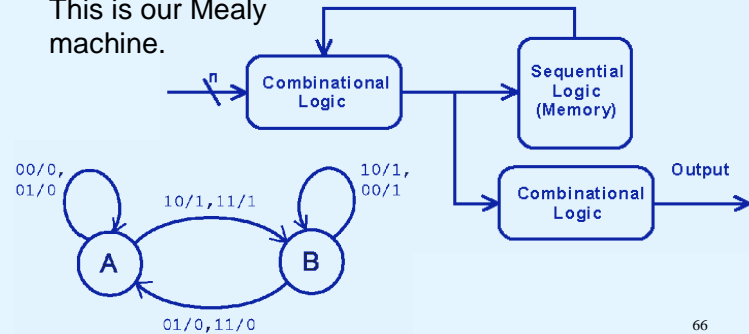 This is our Mealy
machine.
n
Combinational
Logic
Sequential
Logic
(Memory)
Combinational
Logic
Output
00/0,
01/0
10/1,11/1
10/1,
00/1
A
B
01/0,11/0
66